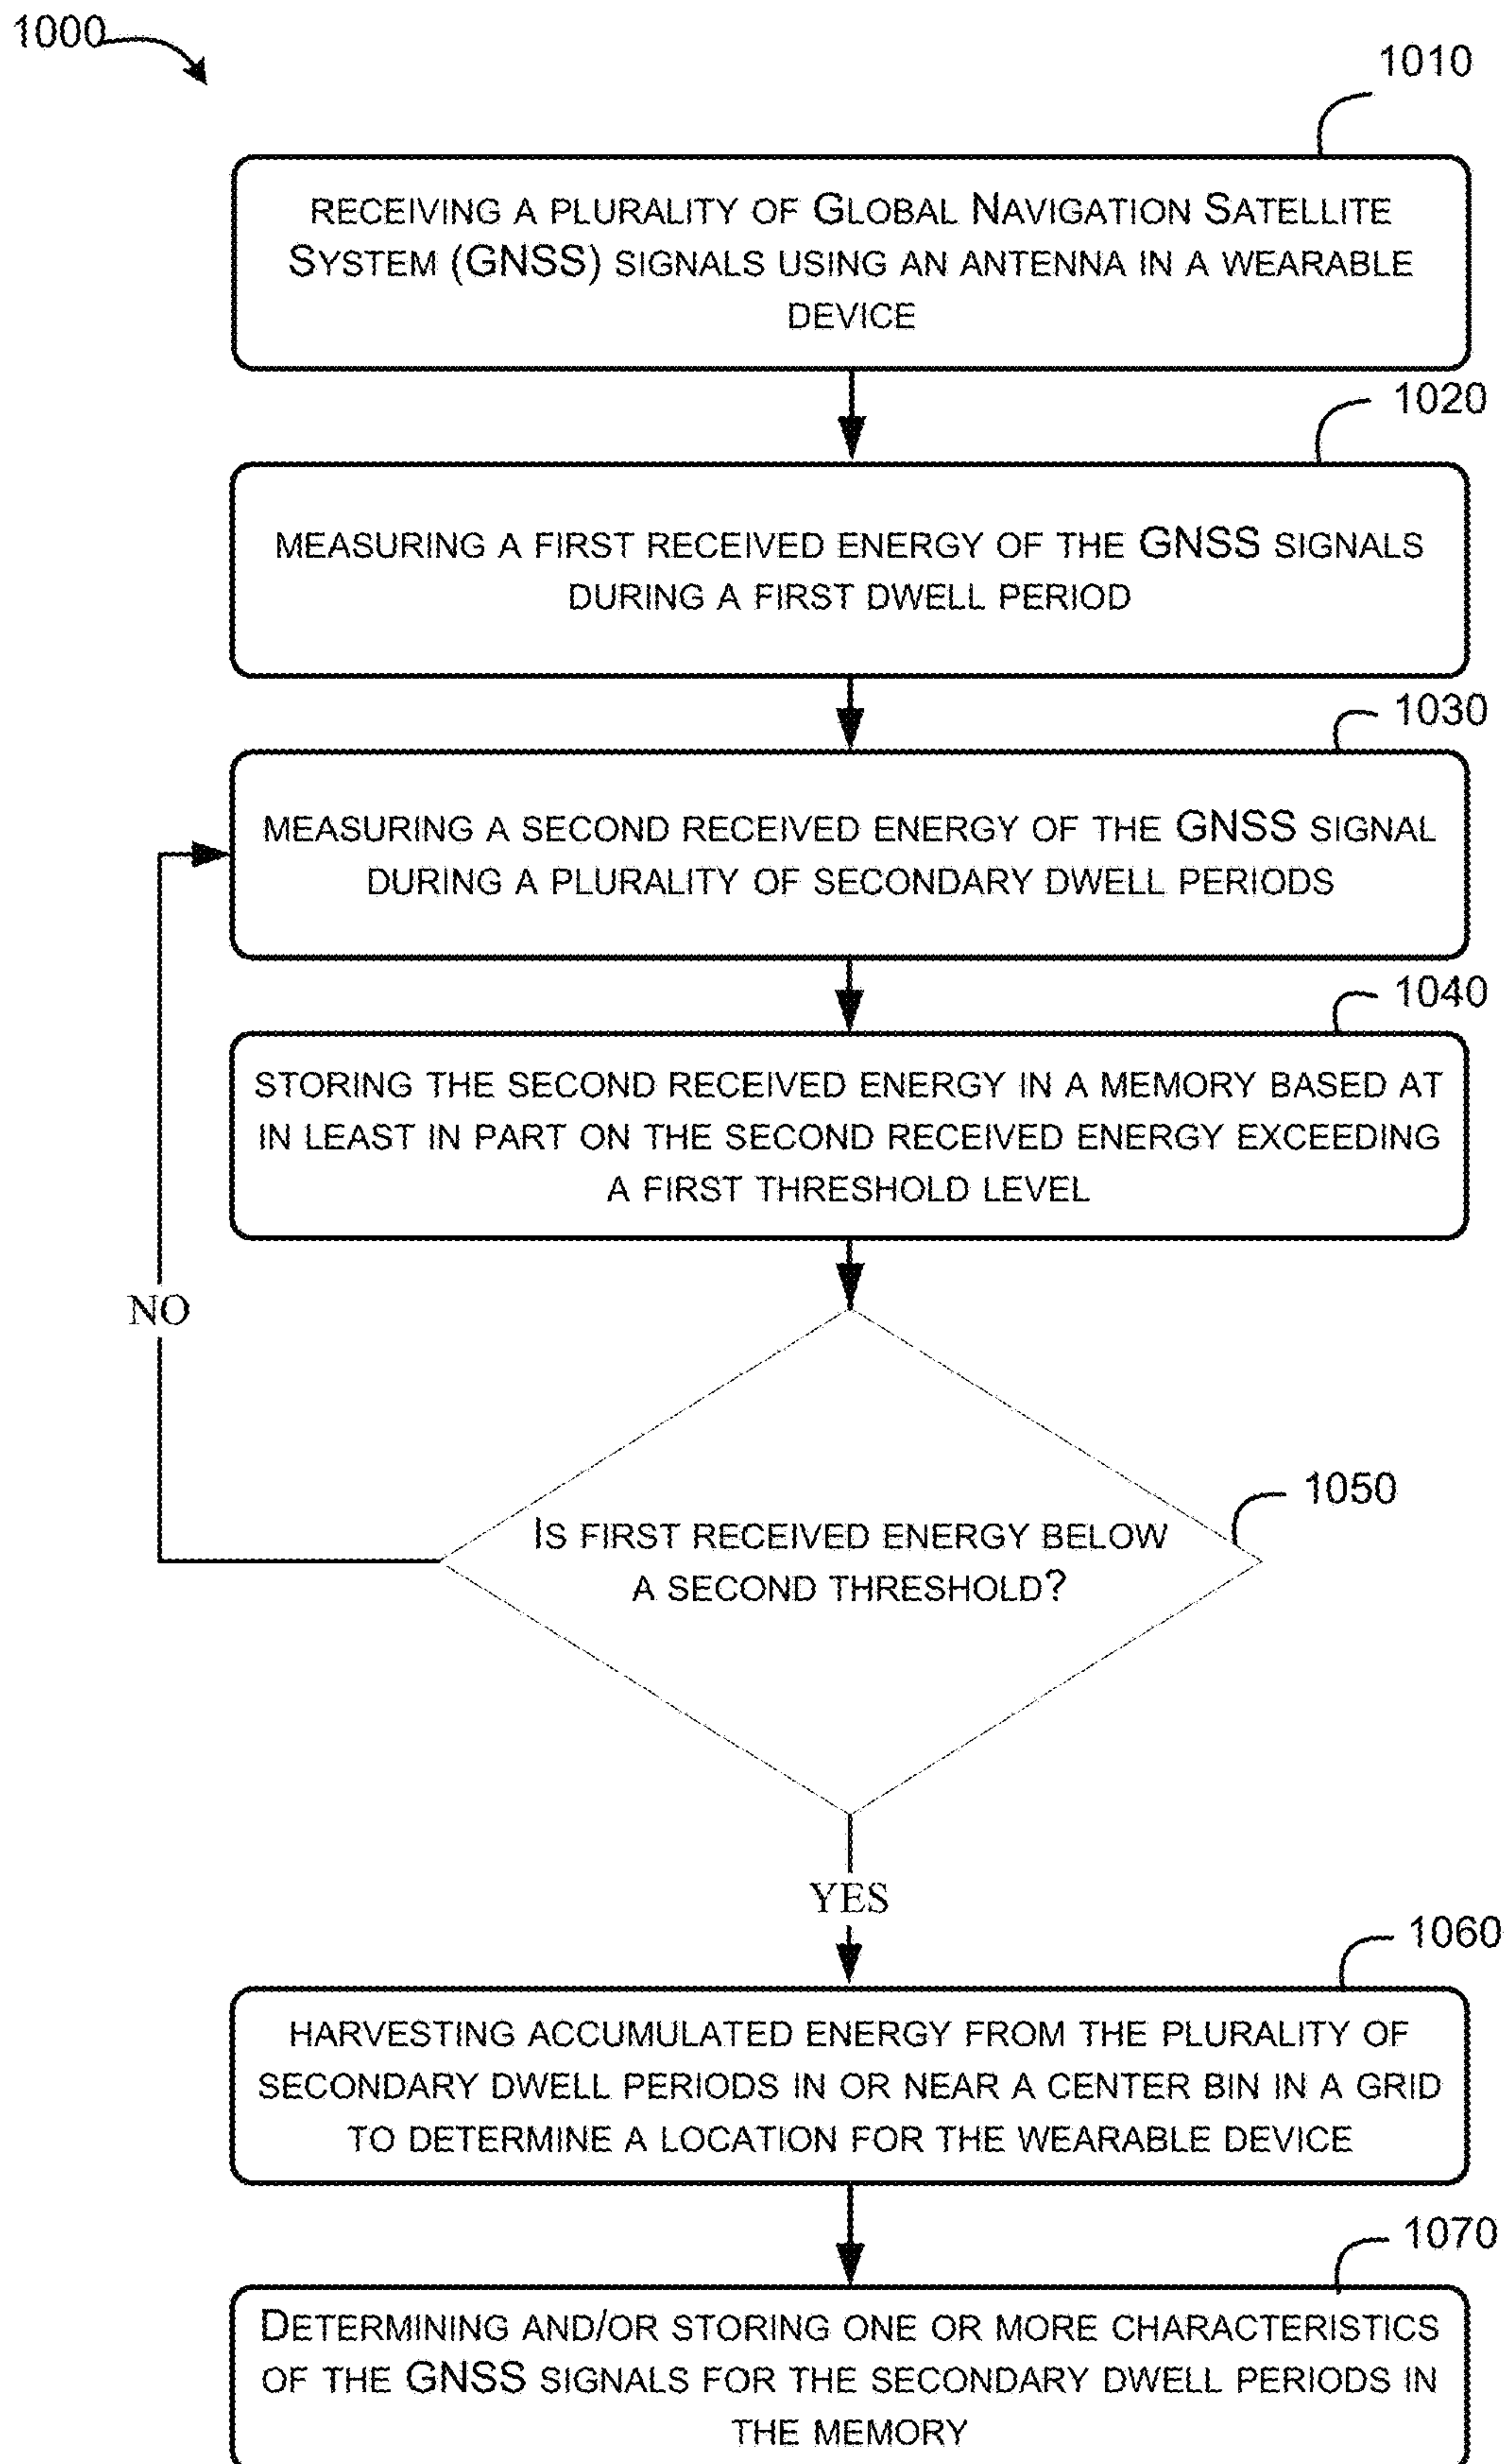 1000
1010
RECEIVING A PLURALITY OF GLOBAL NAVIGATION SATELLITE
SYSTEM (GNSS) SIGNALS USING AN ANTENNA IN A WEARABLE
DEVICE
1020
MEASURING A FIRST RECEIVED ENERGY OF THE GNSS SIGNALS
DURING A FIRST DWELL PERIOD
1030
MEASURING A SECOND RECEIVED ENERGY OF THE GNSS SIGNAL
DURING A PLURALITY OF SECONDARY DWELL PERIODS
1040
STORING THE SECOND RECEIVED ENERGY IN A MEMORY BASED AT
IN LEAST IN PART ON THE SECOND RECEIVED ENERGY EXCEEDING
A FIRST THRESHOLD LEVEL
NO
1050
IS FIRST RECEIVED ENERGY BELOW
A SECOND THRESHOLD?
YES
1060
HARVESTING ACCUMULATED ENERGY FROM THE PLURALITY OF
SECONDARY DWELL PERIODS IN OR NEAR A CENTER BIN IN A GRID
TO DETERMINE A LOCATION FOR THE WEARABLE DEVICE
1070
DETERMINING AND/OR STORING ONE OR MORE CHARACTERISTICS
OF THE GNSS SIGNALS FOR THE SECONDARY DWELL PERIODS IN
THE MEMORY